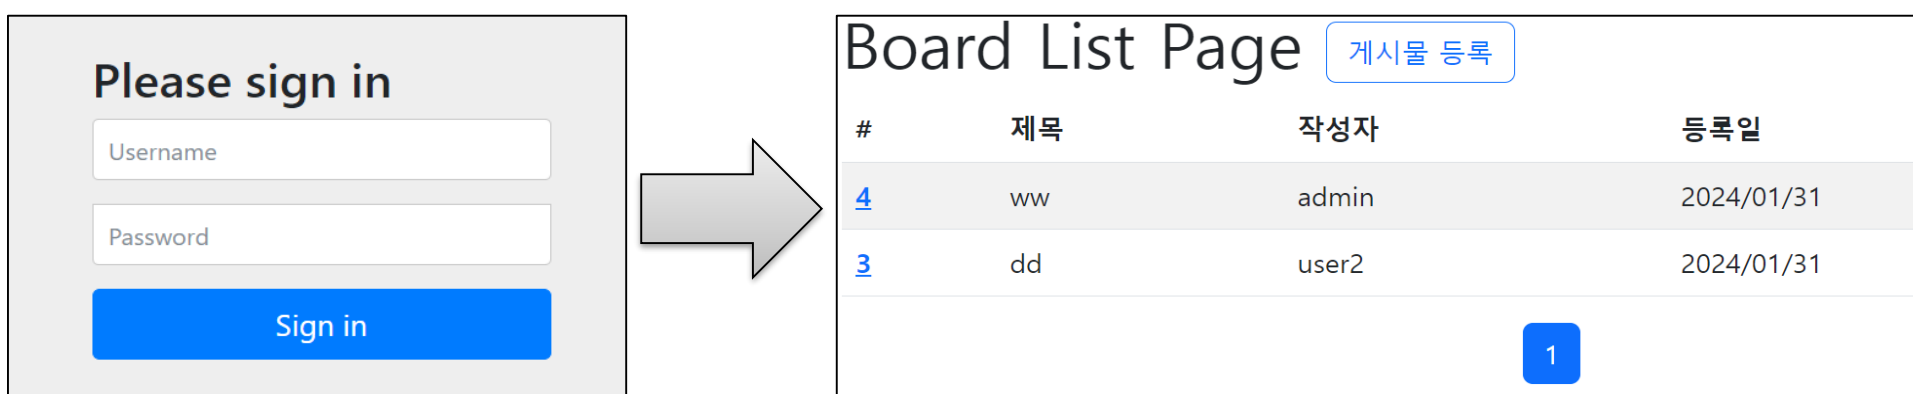 Please sign in
Username
Password
Sign in
Board List Page 게시물 등록
# 제목 작성자 등록일
4 ww admin 2024/01/31
3 dd user2 2024/01/31
1